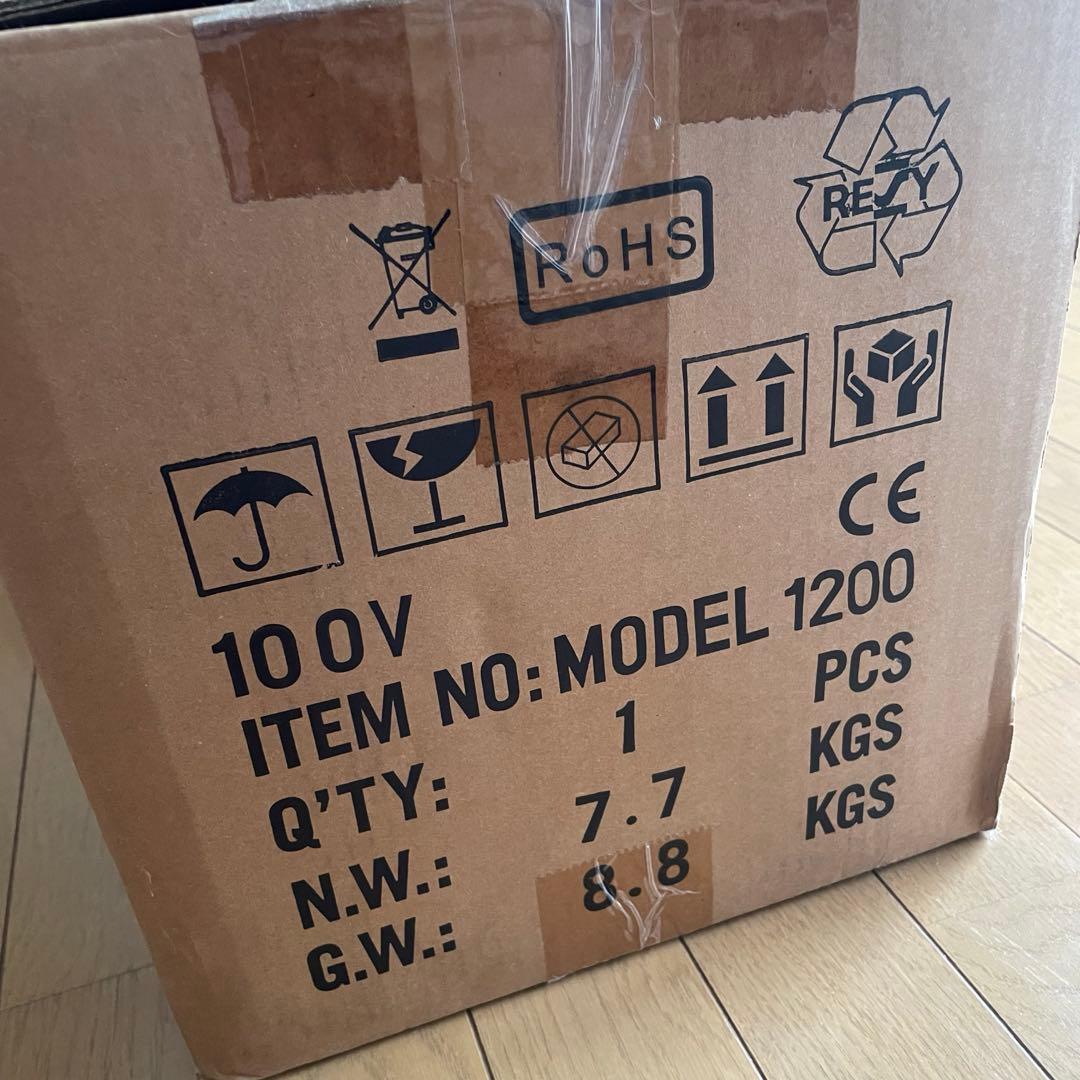 RoHS
RESY
CE
100V
ITEM NO: MODEL 1200
Q'TY: 1 PCS
N.W.: 7.7 KGS
G.W.: 8.8 KGS